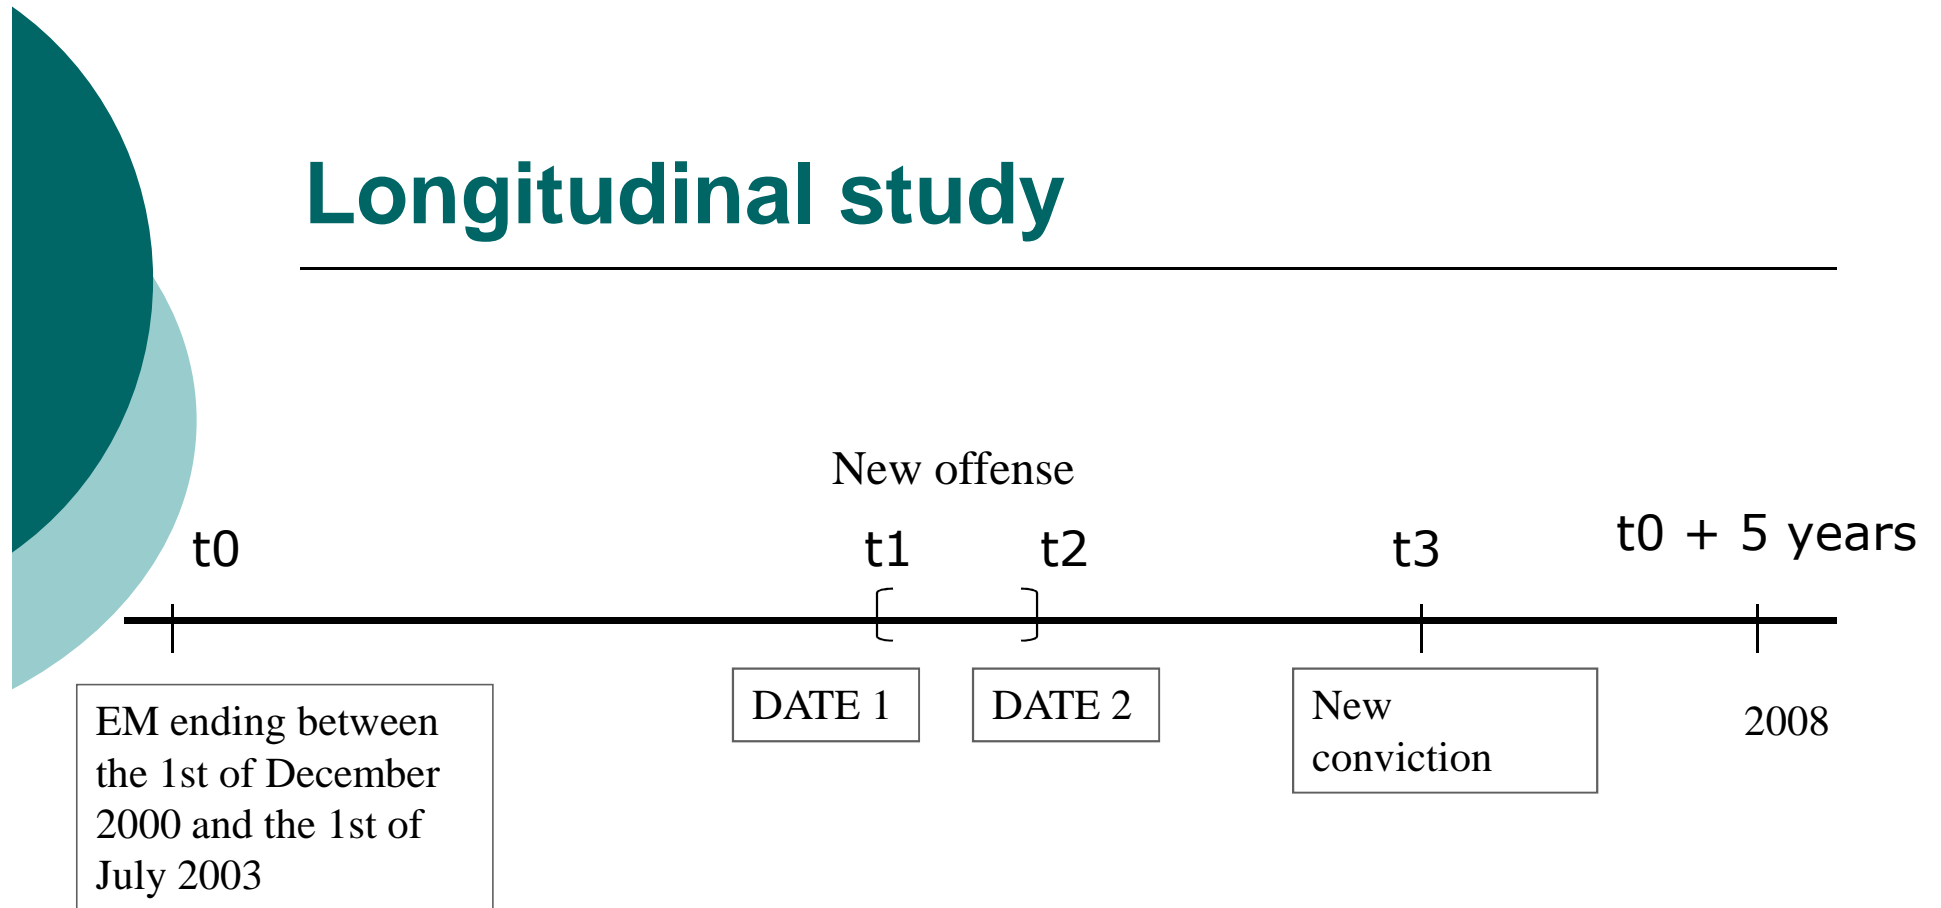 Longitudinal study
New offense
t0
t1
t2
t3
t0 + 5 years
EM ending between
the 1st of December
2000 and the 1st of
July 2003
DATE 1
DATE 2
New
conviction
2008